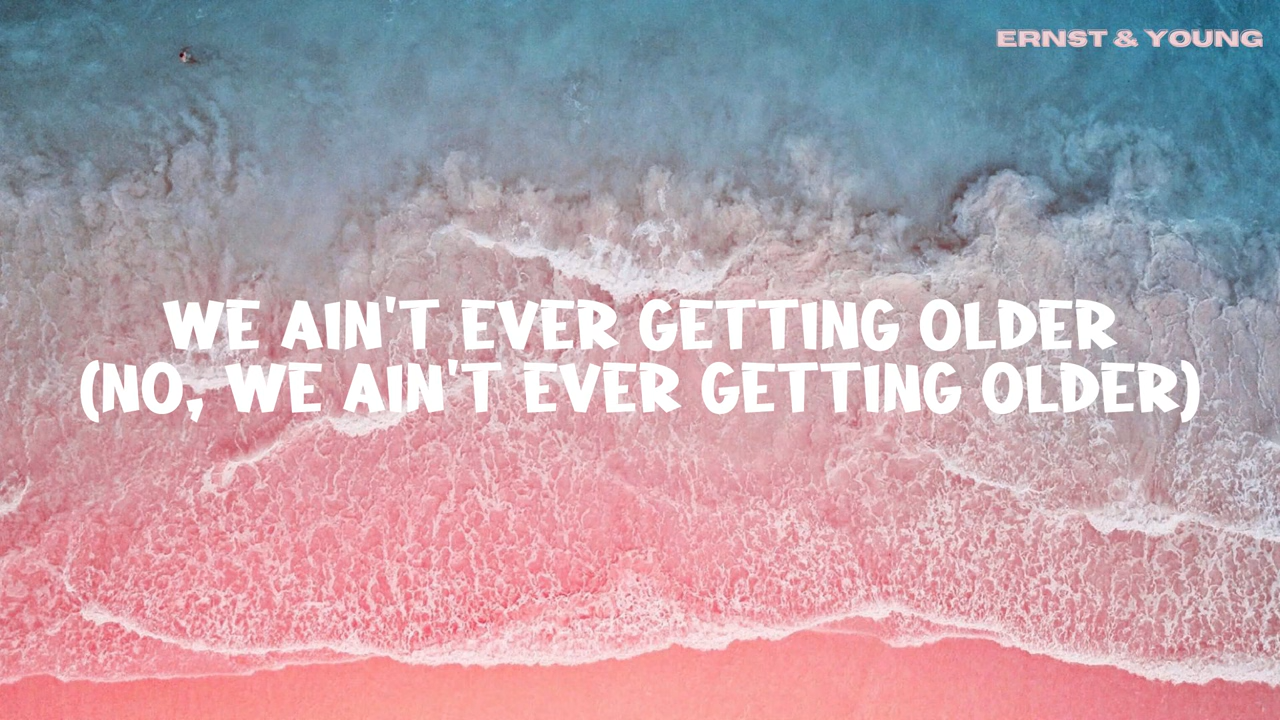 ERNST & YOUNG
WE AIN'T EVER GETTING OLDER
(NO, WE AIN'T EVER GETTING OLDER)